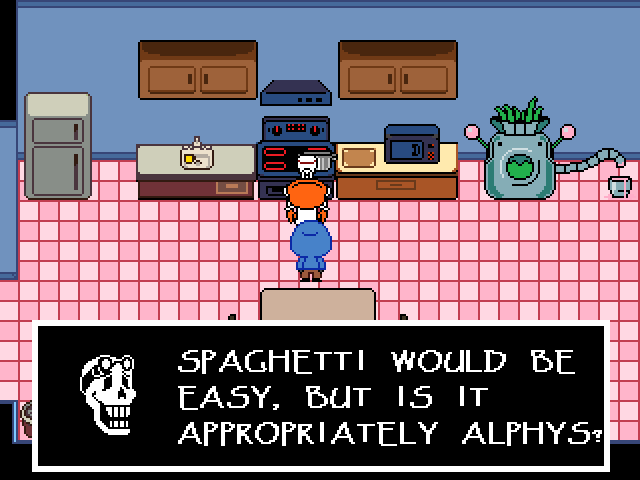 SPAGHETTI WOULD BE
EASY, BUT IS IT
APPROPRIATELY ALPHYS?